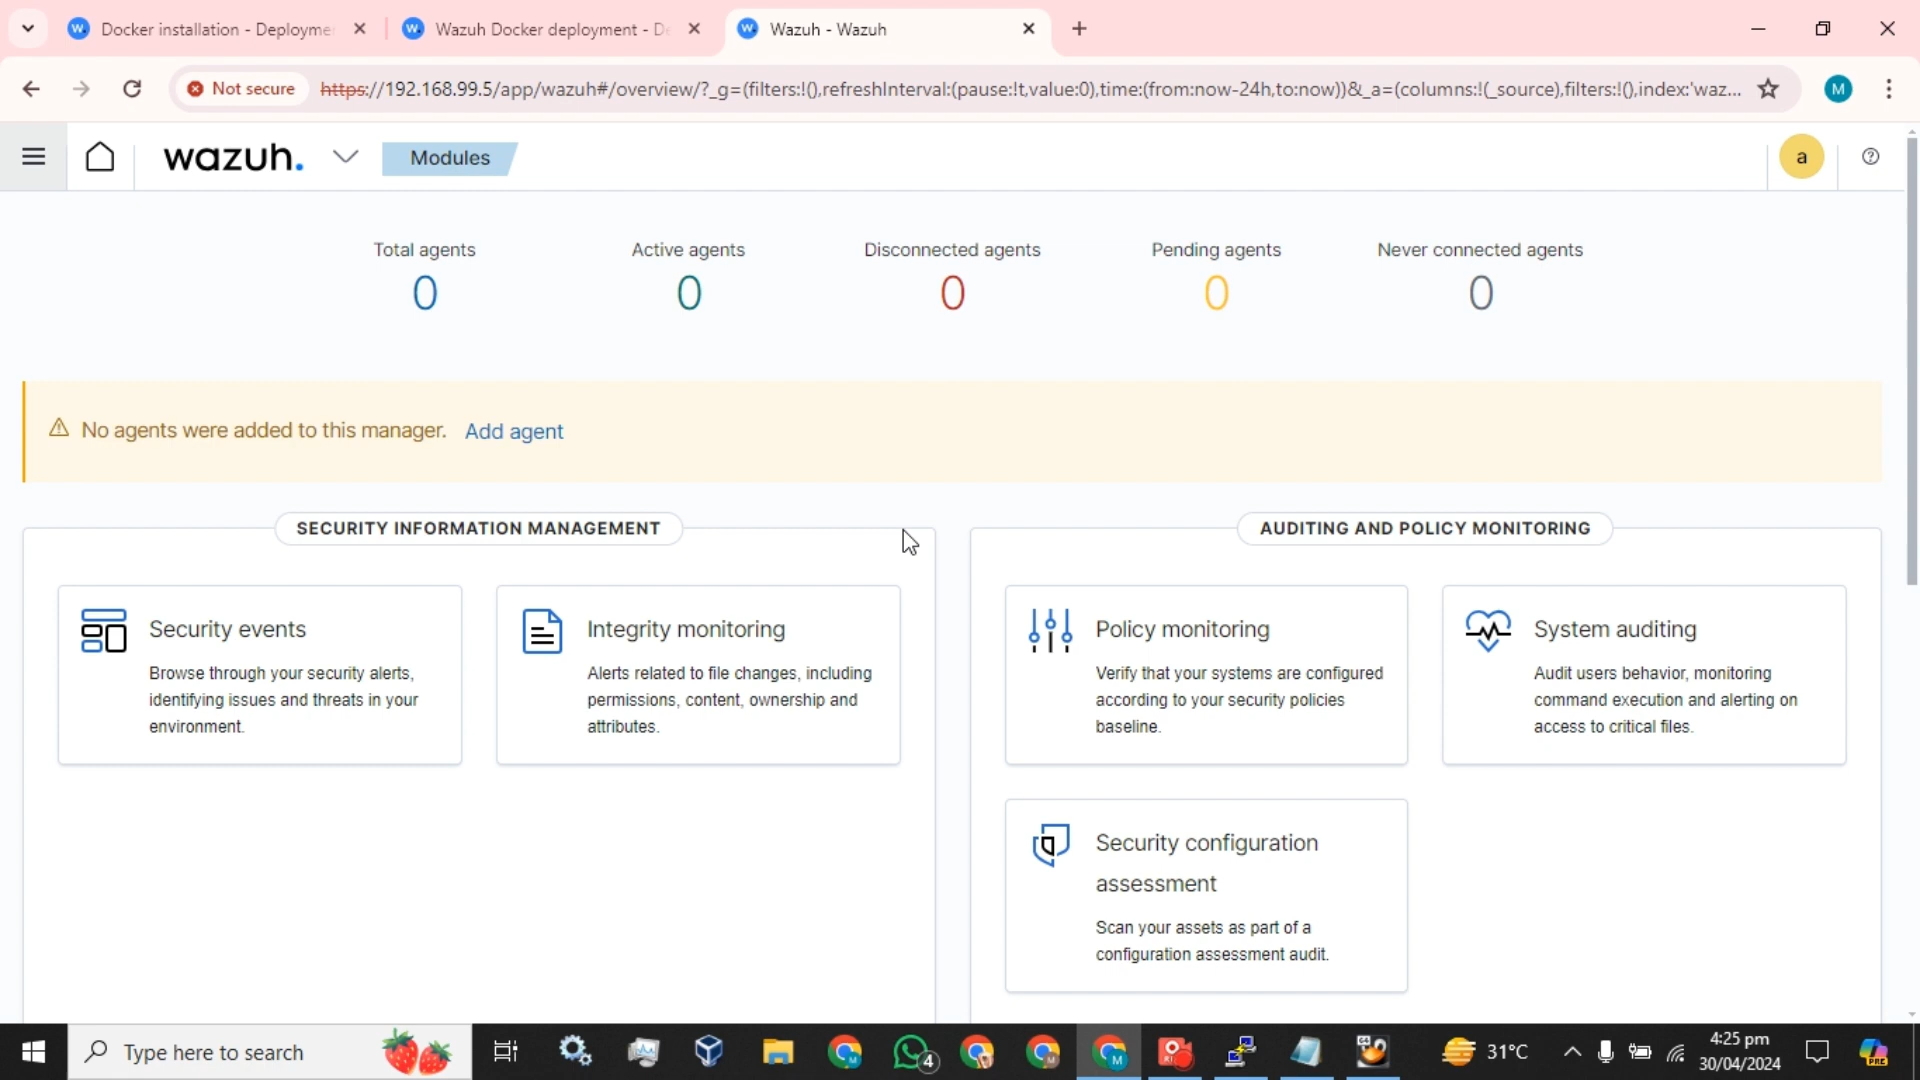 Docker installation - Deployme
Wazuh Docker deployment - De
Wazuh - Wazuh
Not secure
https://192.168.99.5/app/wazuh#/overview/?_g=(filters:!(),refreshInterval:(pause:!t,value:0),time:(from:now-24h,to:now))&_a=(columns:!(_source),filters:!(),index:'waz...
M
wazuh.
Modules
a
Total agents
0
Active agents
0
Disconnected agents
0
Pending agents
0
Never connected agents
0
No agents were added to this manager. Add agent
SECURITY INFORMATION MANAGEMENT
Security events
Browse through your security alerts,
identifying issues and threats in your
environment.
Integrity monitoring
Alerts related to file changes, including
permissions, content, ownership and
attributes.
AUDITING AND POLICY MONITORING
Policy monitoring
Verify that your systems are configured
according to your security policies
baseline.
System auditing
Audit users behavior, monitoring
command execution and alerting on
access to critical files.
Security configuration
assessment
Scan your assets as part of a
configuration assessment audit.
Type here to search
4
31°C
4:25 pm
30/04/2024